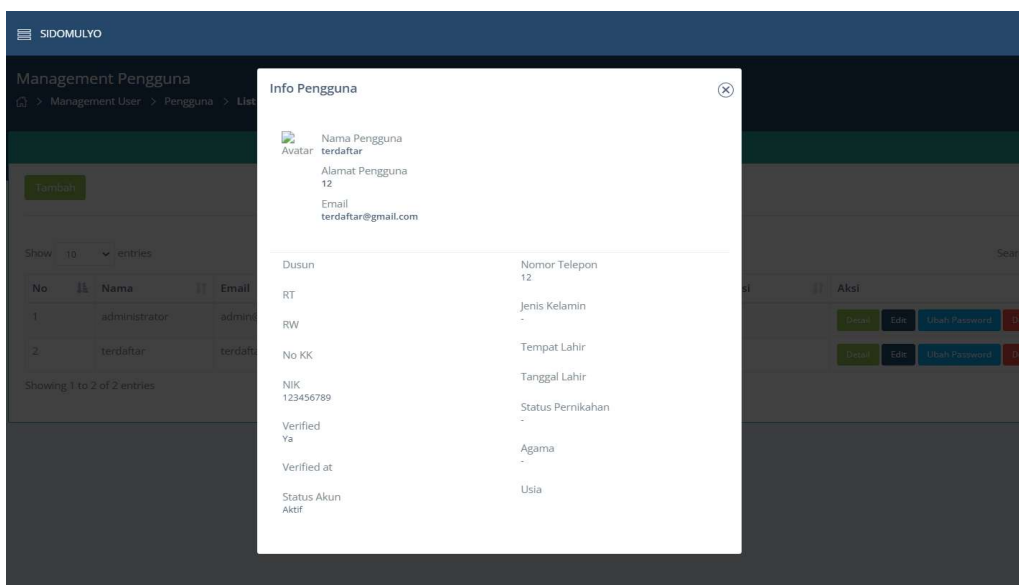 SIDOMULYO
Management Pengguna
> Management User > Pengguna > List
Info Pengguna
Avatar
Nama Pengguna
terdaftar
Alamat Pengguna
12
Email
terdaftar@gmail.com
Dusun
RT
RW
No KK
NIK
123456789
Verified
Ya
Verified at
Status Akun
Aktif
Nomor Telepon
12
Jenis Kelamin
-
Tempat Lahir
Tanggal Lahir
Status Pernikahan
-
Agama
-
Usia
Tambah
Show 10 entries
Sear
No Nama Email si Aksi
1 administrator admin Detail Edit Ubah Password D
2 terdaftar terdafta Detail Edit Ubah Password D
Showing 1 to 2 of 2 entries